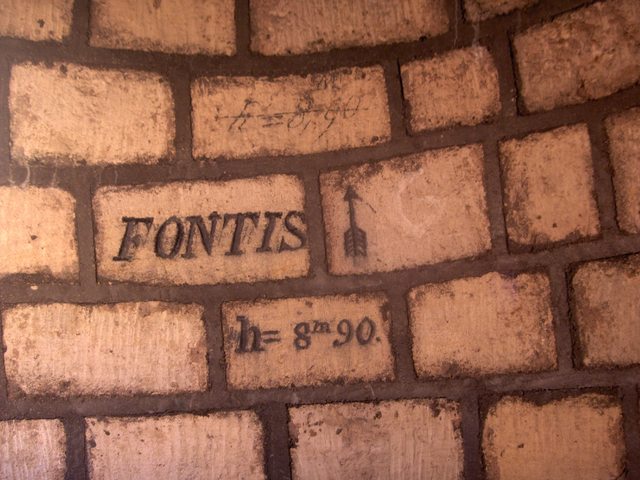 FONTIS
h = 8m90.